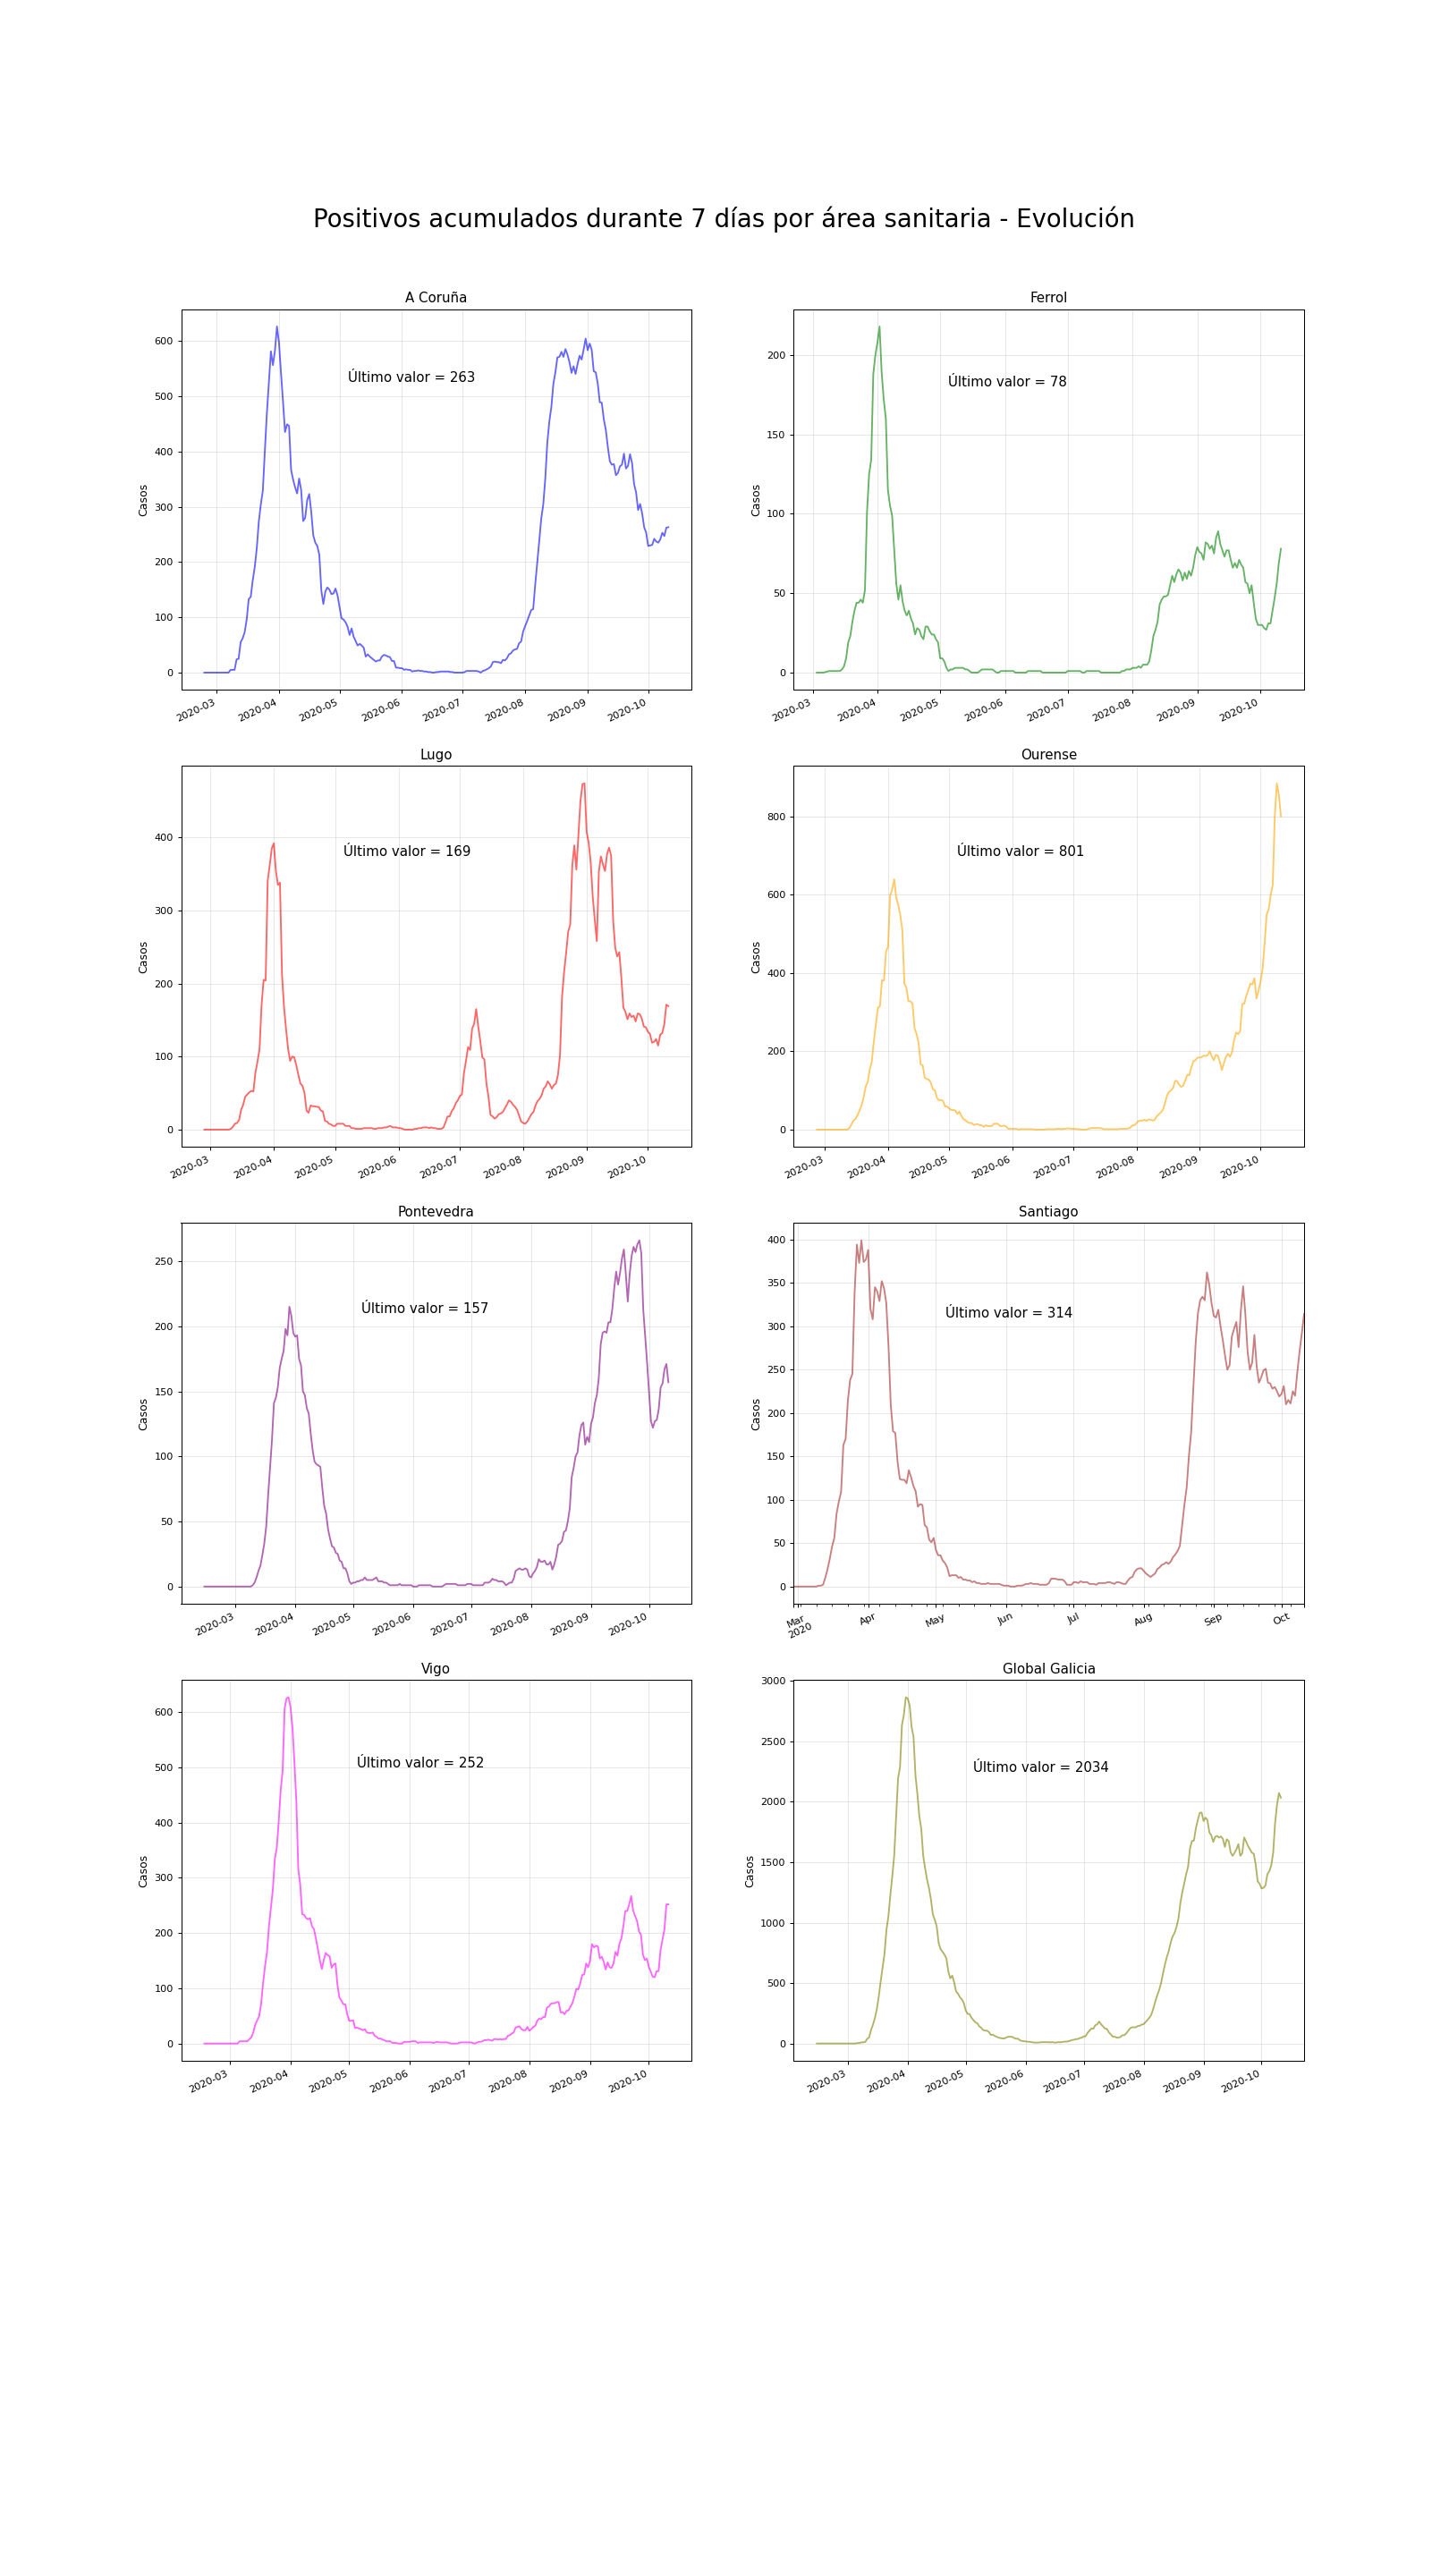 Positivos acumulados durante 7 días por área sanitaria - Evolución
A Coruña
Casos
600
500
400
300
200
100
0
Último valor = 263
2020-03 2020-04 2020-05 2020-06 2020-07 2020-08 2020-09 2020-10
Ferrol
Casos
200
150
100
50
0
Último valor = 78
2020-03 2020-04 2020-05 2020-06 2020-07 2020-08 2020-09 2020-10
Lugo
Casos
400
300
200
100
0
Último valor = 169
2020-03 2020-04 2020-05 2020-06 2020-07 2020-08 2020-09 2020-10
Ourense
Casos
800
600
400
200
0
Último valor = 801
2020-03 2020-04 2020-05 2020-06 2020-07 2020-08 2020-09 2020-10
Pontevedra
Casos
250
200
150
100
50
0
Último valor = 157
2020-03 2020-04 2020-05 2020-06 2020-07 2020-08 2020-09 2020-10
Santiago
Casos
400
350
300
250
200
150
100
50
0
Último valor = 314
Mar Apr May Jun Jul Aug Sep Oct
2020
Vigo
Casos
600
500
400
300
200
100
0
Último valor = 252
2020-03 2020-04 2020-05 2020-06 2020-07 2020-08 2020-09 2020-10
Global Galicia
Casos
3000
2500
2000
1500
1000
500
0
Último valor = 2034
2020-03 2020-04 2020-05 2020-06 2020-07 2020-08 2020-09 2020-10